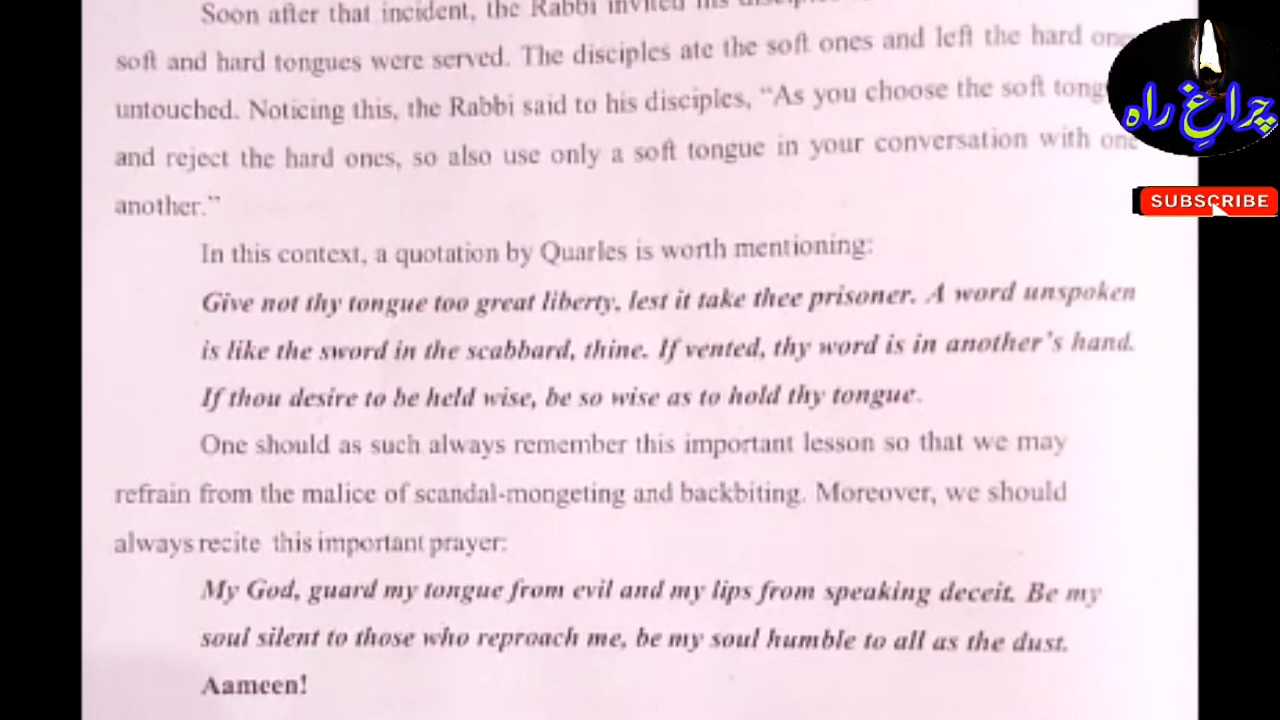 Soon after that incident, the Rabbi invited his disciples
soft and hard tongues were served. The disciples ate the soft ones and left the hard ones
untouched. Noticing this, the Rabbi said to his disciples, “As you choose the soft
and reject the hard ones, so also use only a soft tongue in your conversation with one
another.”
In this context, a quotation by Quarles is worth mentioning:
Give not thy tongue too great liberty, lest it take thee prisoner. A word unspoken
is like the sword in the scabbard, thine. If vented, thy word is in another’s hand.
If thou desire to be held wise, be so wise as to hold thy tongue.
One should as such always remember this important lesson so that we may
refrain from the malice of scandal-mongeting and backbiting. Moreover, we should
always recite this important prayer:
My God, guard my tongue from evil and my lips from speaking deceit. Be my
soul silent to those who reproach me, be my soul humble to all as the dust.
Aameen!
چراغِ راہ
SUBSCRIBE